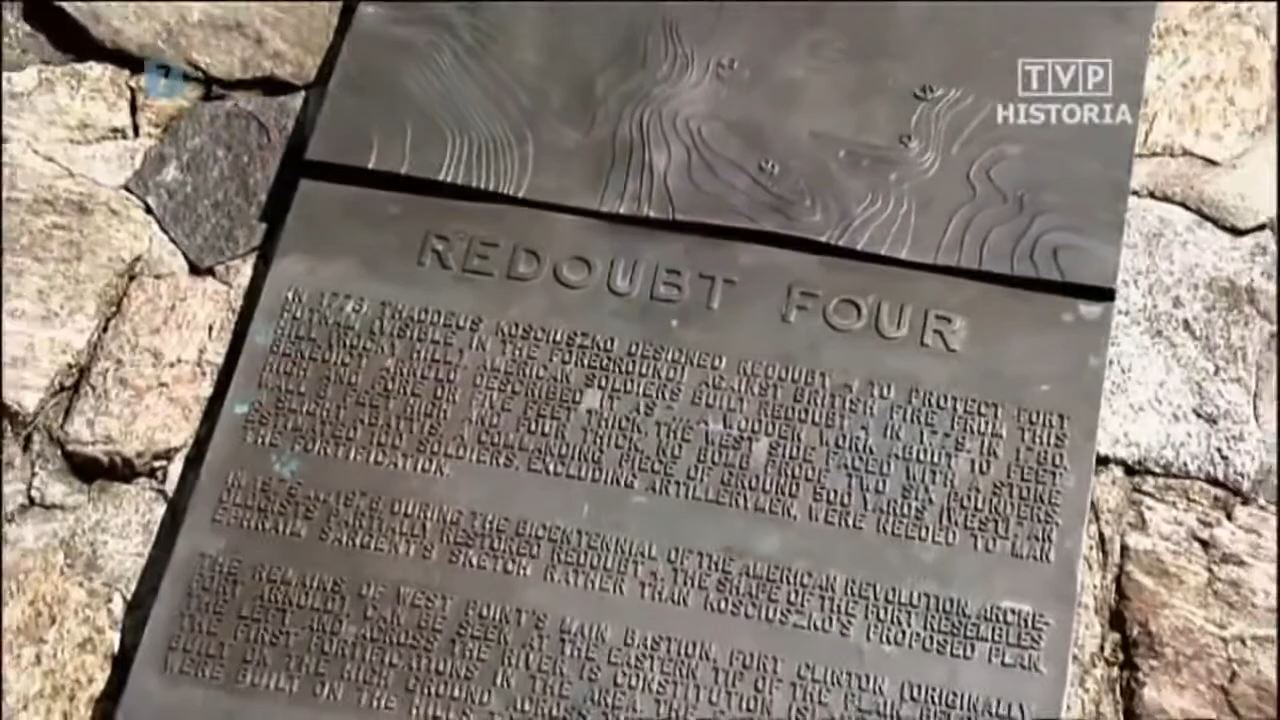 7
TVP
HISTORIA
5
REDOUBT FOUR
IN 1778, THADDEUS KOSCIUSZKO DESIGNED REDOUBT 4 TO PROTECT FORT
PUTNAM (VISIBLE IN THE FOREGROUND) AGAINST BRITISH FIRE FROM THIS
HILL (ROCKY HILL). AMERICAN SOLDIERS BUILT REDOUBT 4 IN 1779. IN 1780,
BENEDICT ARNOLD DESCRIBED IT AS "A WOODEN WORK ABOUT 10 FEET
HIGH AND FOUR OR FIVE FEET THICK, THE WEST SIDE FACED WITH A STONE
WALL 8 FEET HIGH AND FOUR THICK. NO BOMB PROOF, TWO SIX POUNDERS,
A SLIGHT ABATTIS, A COMMANDING PIECE OF GROUND 500 YARDS (WEST)." AN
ESTIMATED 100 SOLDIERS, EXCLUDING ARTILLERYMEN, WERE NEEDED TO MAN
THE FORTIFICATION.
IN 1975 1976, DURING THE BICENTENNIAL OF THE AMERICAN REVOLUTION, ARCHE-
OLOGISTS PARTIALLY RESTORED REDOUBT 4. THE SHAPE OF THE FORT RESEMBLES
EPHRAIM SARGENT'S SKETCH RATHER THAN KOSCIUSZKO'S PROPOSED PLAN.
THE REMAINS OF WEST POINT'S MAIN BASTION, FORT CLINTON (ORIGINALLY
FORT ARNOLD), CAN BE SEEN AT THE EASTERN TIP OF THE PLAIN BELOW
THE LEFT AND ACROSS THE RIVER IS CONSTITUTION
THE FIRST FORTIFICATIONS IN THE AREA.
BUILT ON THE HIGH GROUND ACROSS
WERE BUILT ON THE HILLS